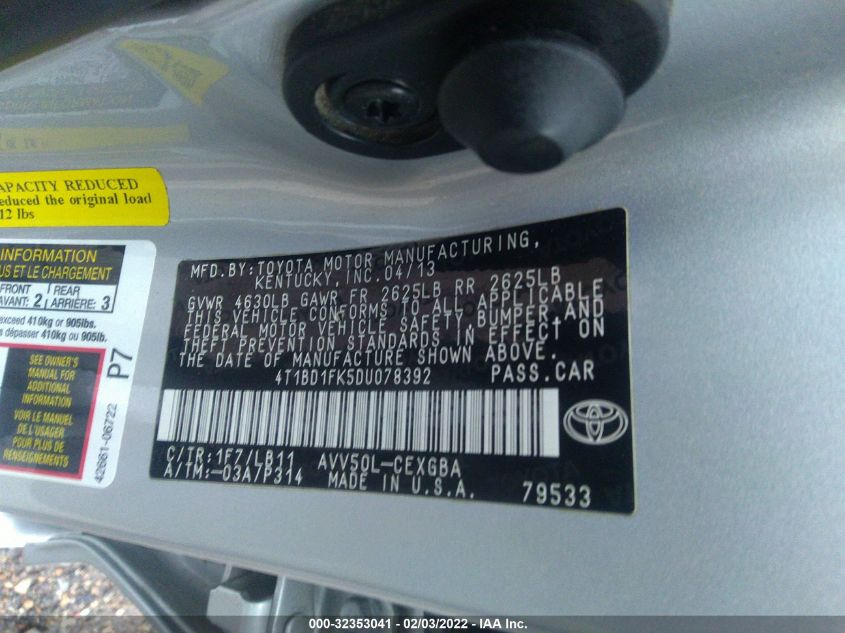 APACITY REDUCED
educed the original load
12 lbs
INFORMATION
US ET LE CHARGEMENT
FRONT
AVANT: 2
REAR
ARRIÈRE: 3
exceed 410kg or 905lbs.
s dépasser 410kg ou 905lb.
SEE OWNER'S
MANUAL FOR
ADDITIONAL
INFORMATION
VOIR LE MANUEL
DE L'USAGER
POUR PLUS DE
RENSEIGNEMENTS
P7
42661-06722
MFD. BY: TOYOTA MOTOR MANUFACTURING,
KENTUCKY, INC. 04/13
GVWR 4630LB GAWR FR 2625LB RR 2625LB
THIS VEHICLE CONFORMS TO ALL APPLICABLE
FEDERAL MOTOR VEHICLE SAFETY, BUMPER, AND
THEFT PREVENTION STANDARDS IN EFFECT ON
THE DATE OF MANUFACTURE SHOWN ABOVE.
4T1BD1FK5DU078392 PASS.CAR
C/TR:1F7/LB11 AVV50L-CEXGBA
A/TM:-03A/P314 MADE IN U.S.A. 79533
000-32353041 - 02/03/2022 - IAA Inc.